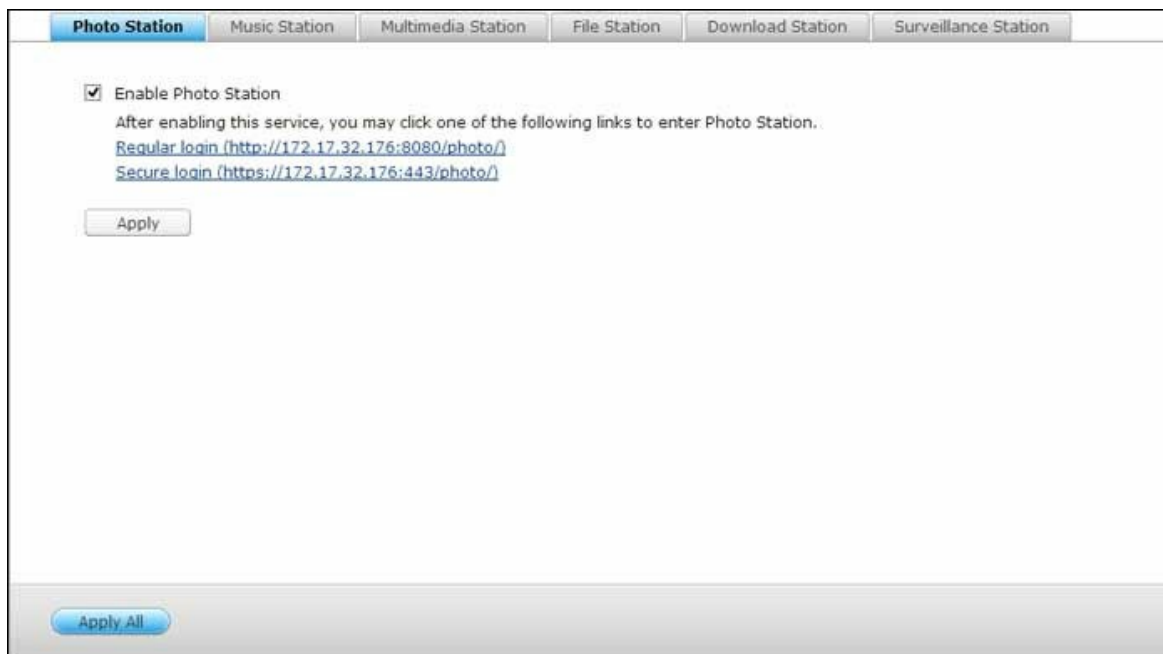 Photo Station Music Station Multimedia Station File Station Download Station Surveillance Station
Enable Photo Station
After enabling this service, you may click one of the following links to enter Photo Station.
Regular login (http://172.17.32.176:8080/photo/)
Secure login (https://172.17.32.176:443/photo/)
Apply
Apply All